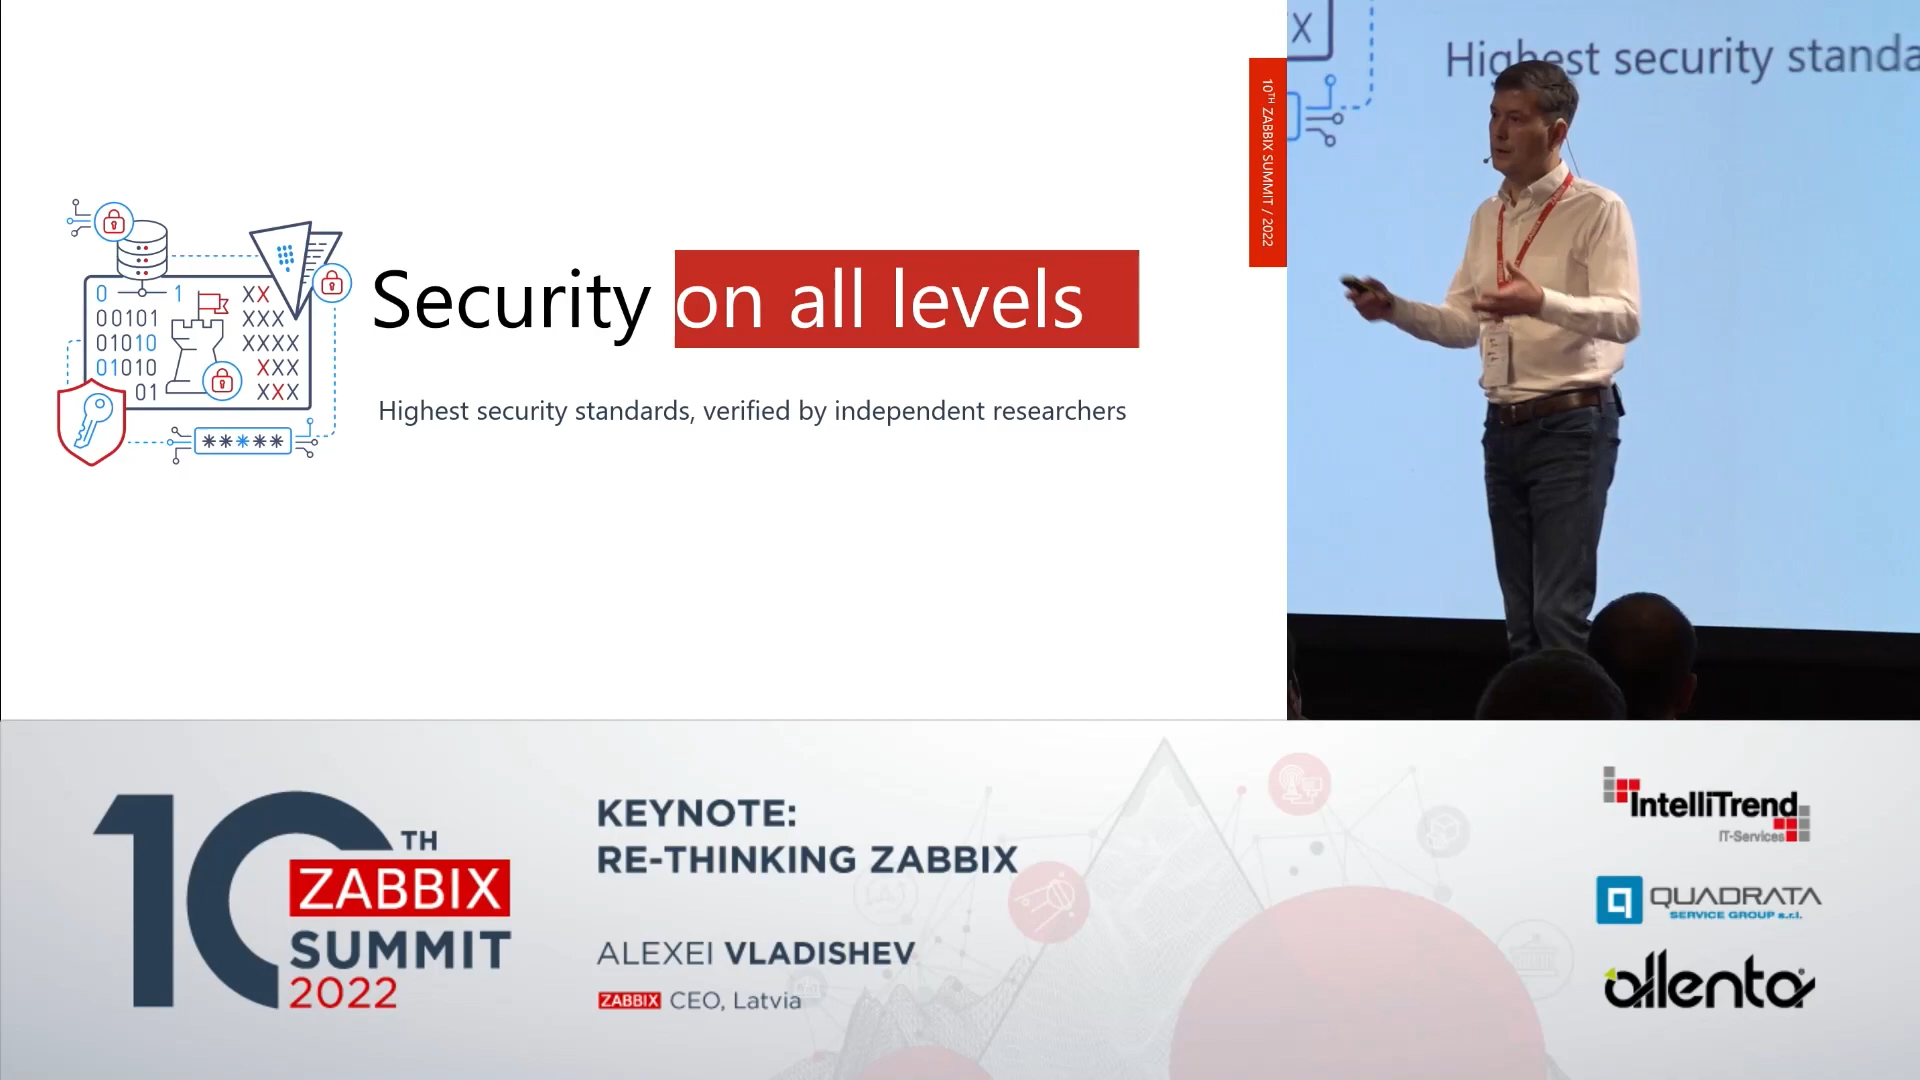 0 1 XX
00101 XXX
01010 XXXX
01010 XXX
01 XXX
*****
Security on all levels
Highest security standards, verified by independent researchers
10TH ZABBIX SUMMIT / 2022
X
Highest security standa
10TH
ZABBIX
SUMMIT
2022
KEYNOTE:
RE-THINKING ZABBIX
ALEXEI VLADISHEV
ZABBIX CEO, Latvia
IntelliTrend
IT-Services
QUADRATA
SERVICE GROUP s.r.l.
allenta